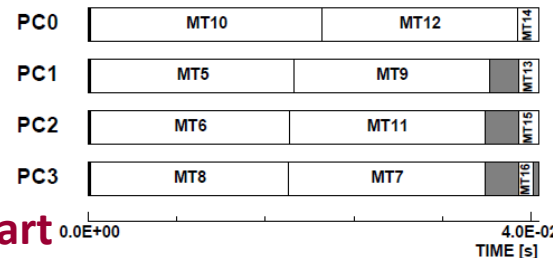 PC0 MT10 MT12 MT14
PC1 MT5 MT9 MT13
PC2 MT6 MT11 MT15
PC3 MT8 MT7 MT16
art 0.0E+00 4.0E-02
TIME [s]